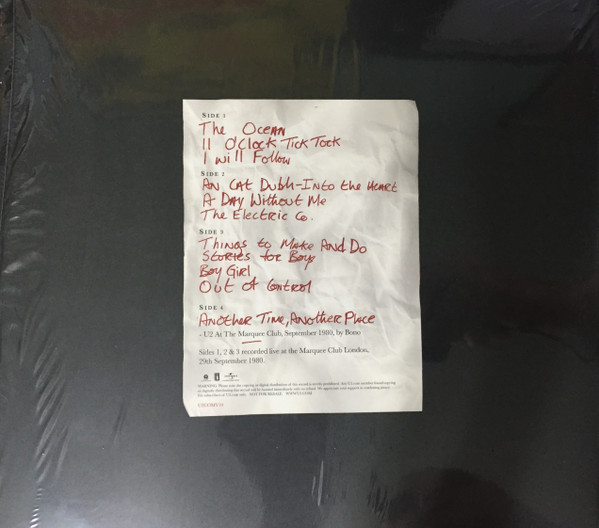 SIDE 1
The Ocean
11 O'Clock Tick Tock
I Will Follow
SIDE 2
An Cat Dubh-Into the Heart
A Day Without Me
The Electric Co.
SIDE 3
Things to Make And Do
Stories for Boys
Boy Girl
Out of Control
SIDE 4
Another Time, Another Place
- U2 At The Marquee Club, September 1980, by Bono
Sides 1, 2 & 3 recorded live at the Marquee Club London,
29th September 1980.